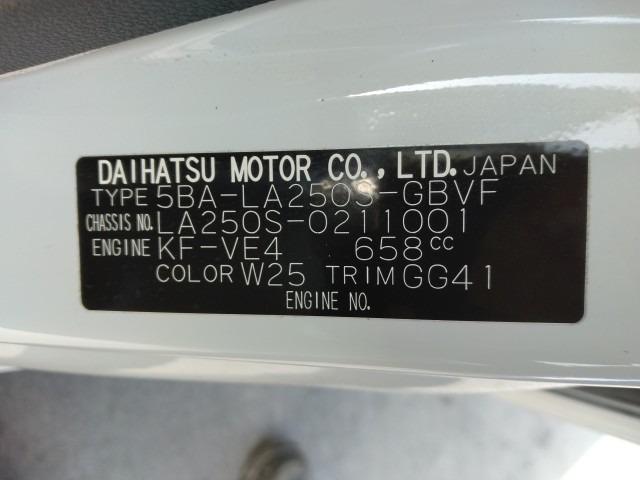 DAIHATSU MOTOR CO.,LTD. JAPAN
TYPE 5BA-LA250S-GBVF
CHASSIS NO. LA250S-0211001
ENGINE KF-VE4 658cc
COLOR W25 TRIM GG41
ENGINE NO.